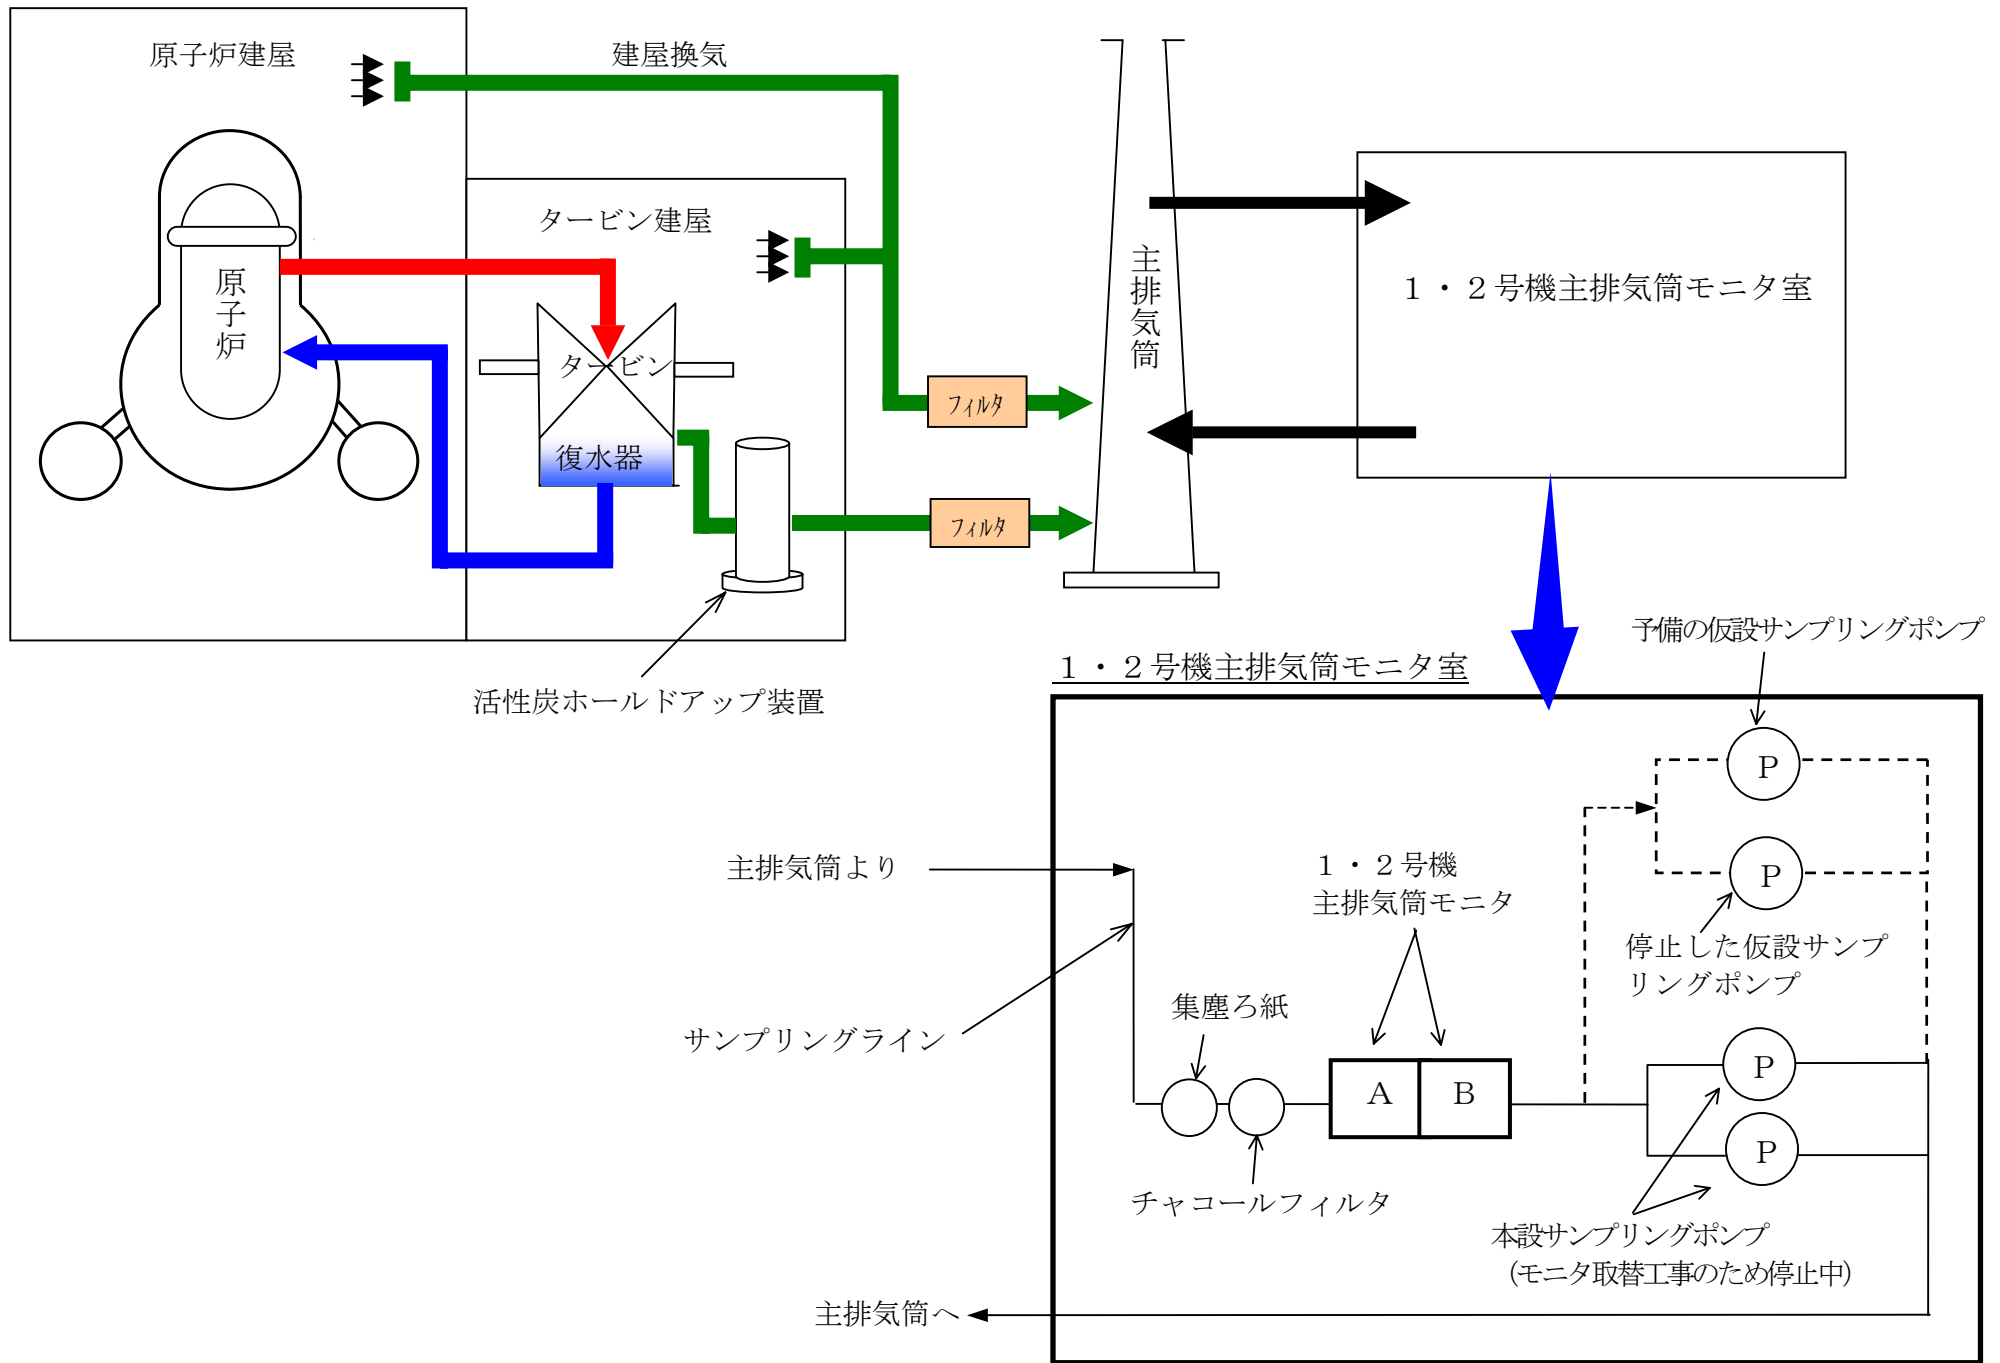 原子炉建屋
建屋換気
タービン建屋
原子炉
タービン
復水器
フィルタ
フィルタ
主排気筒
１・２号機主排気筒モニタ室
活性炭ホールドアップ装置
１・２号機主排気筒モニタ室
予備の仮設サンプリングポンプ
Ｐ
Ｐ
主排気筒より
１・２号機
主排気筒モニタ
停止した仮設サンプ
リングポンプ
サンプリングライン
集塵ろ紙
Ａ
Ｂ
Ｐ
Ｐ
チャコールフィルタ
本設サンプリングポンプ
（モニタ取替工事のため停止中）
主排気筒へ